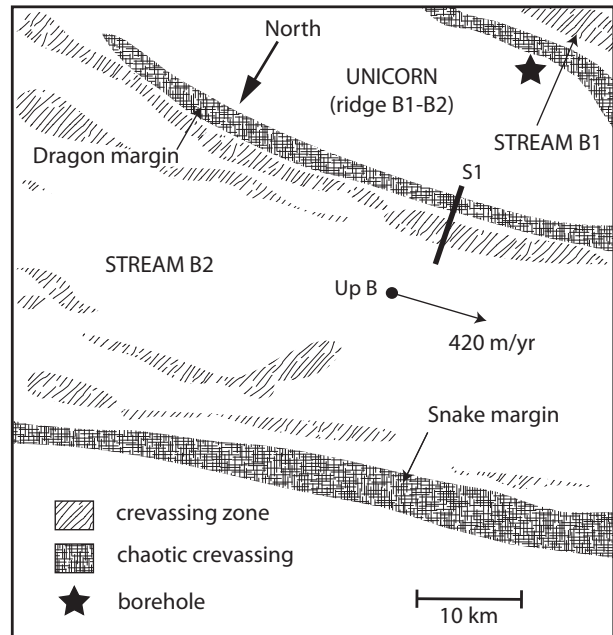 North
UNICORN
(ridge B1-B2)
STREAM B1
Dragon margin
S1
STREAM B2
Up B
420 m/yr
Snake margin
crevassing zone
chaotic crevassing
borehole
10 km